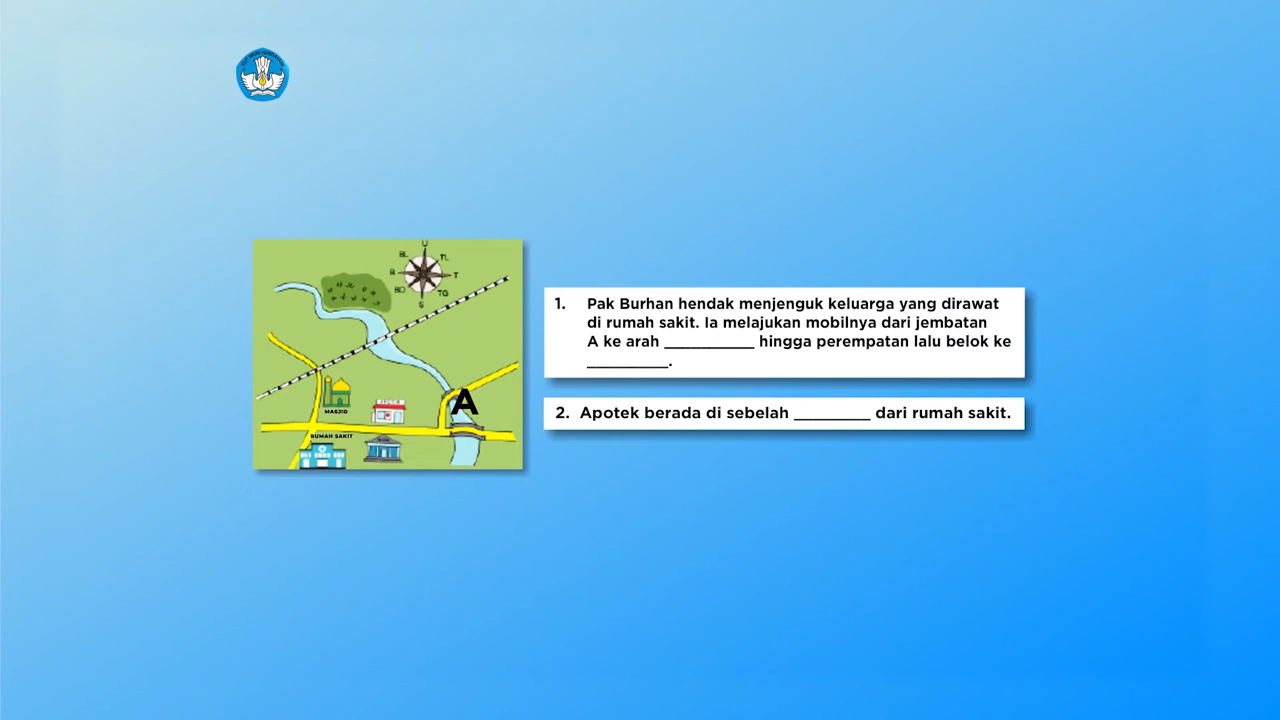 U
BL
TL
B
T
BD
TG
S
A
MASJID
RUMAH SAKIT
1. Pak Burhan hendak menjenguk keluarga yang dirawat
di rumah sakit. Ia melajukan mobilnya dari jembatan
A ke arah ___________ hingga perempatan lalu belok ke
__________.
2. Apotek berada di sebelah _________ dari rumah sakit.